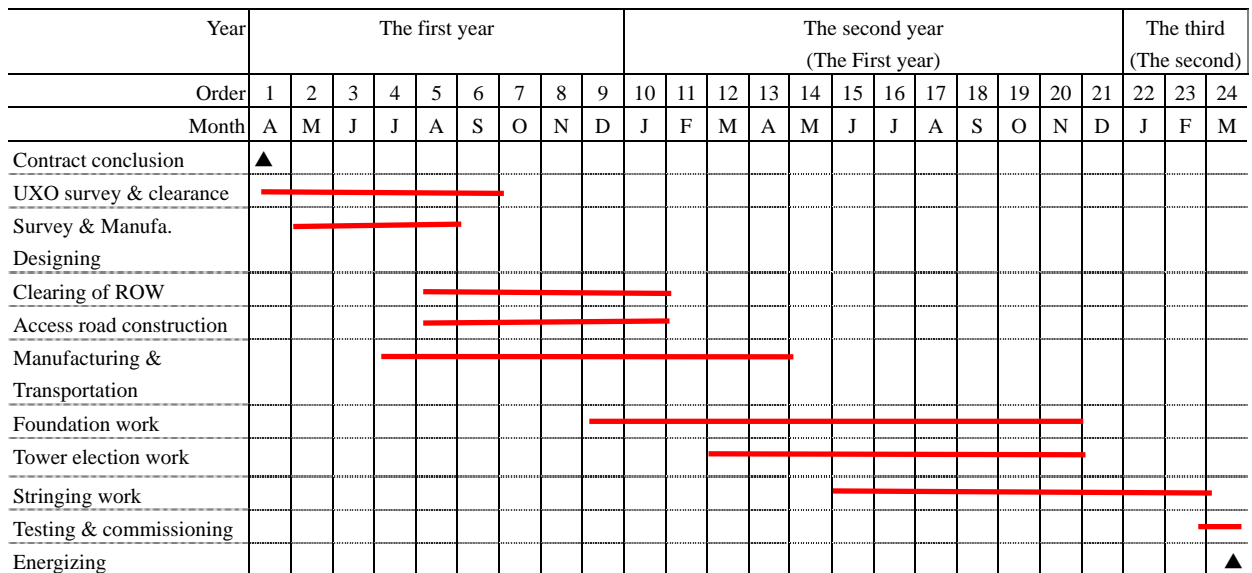 Year The first year The second year The third
(The First year) (The second)
Order 1 2 3 4 5 6 7 8 9 10 11 12 13 14 15 16 17 18 19 20 21 22 23 24
Month A M J J A S O N D J F M A M J J A S O N D J F M
Contract conclusion ▲
UXO survey & clearance
Survey & Manufa.
Designing
Clearing of ROW
Access road construction
Manufacturing &
Transportation
Foundation work
Tower election work
Stringing work
Testing & commissioning
Energizing ▲